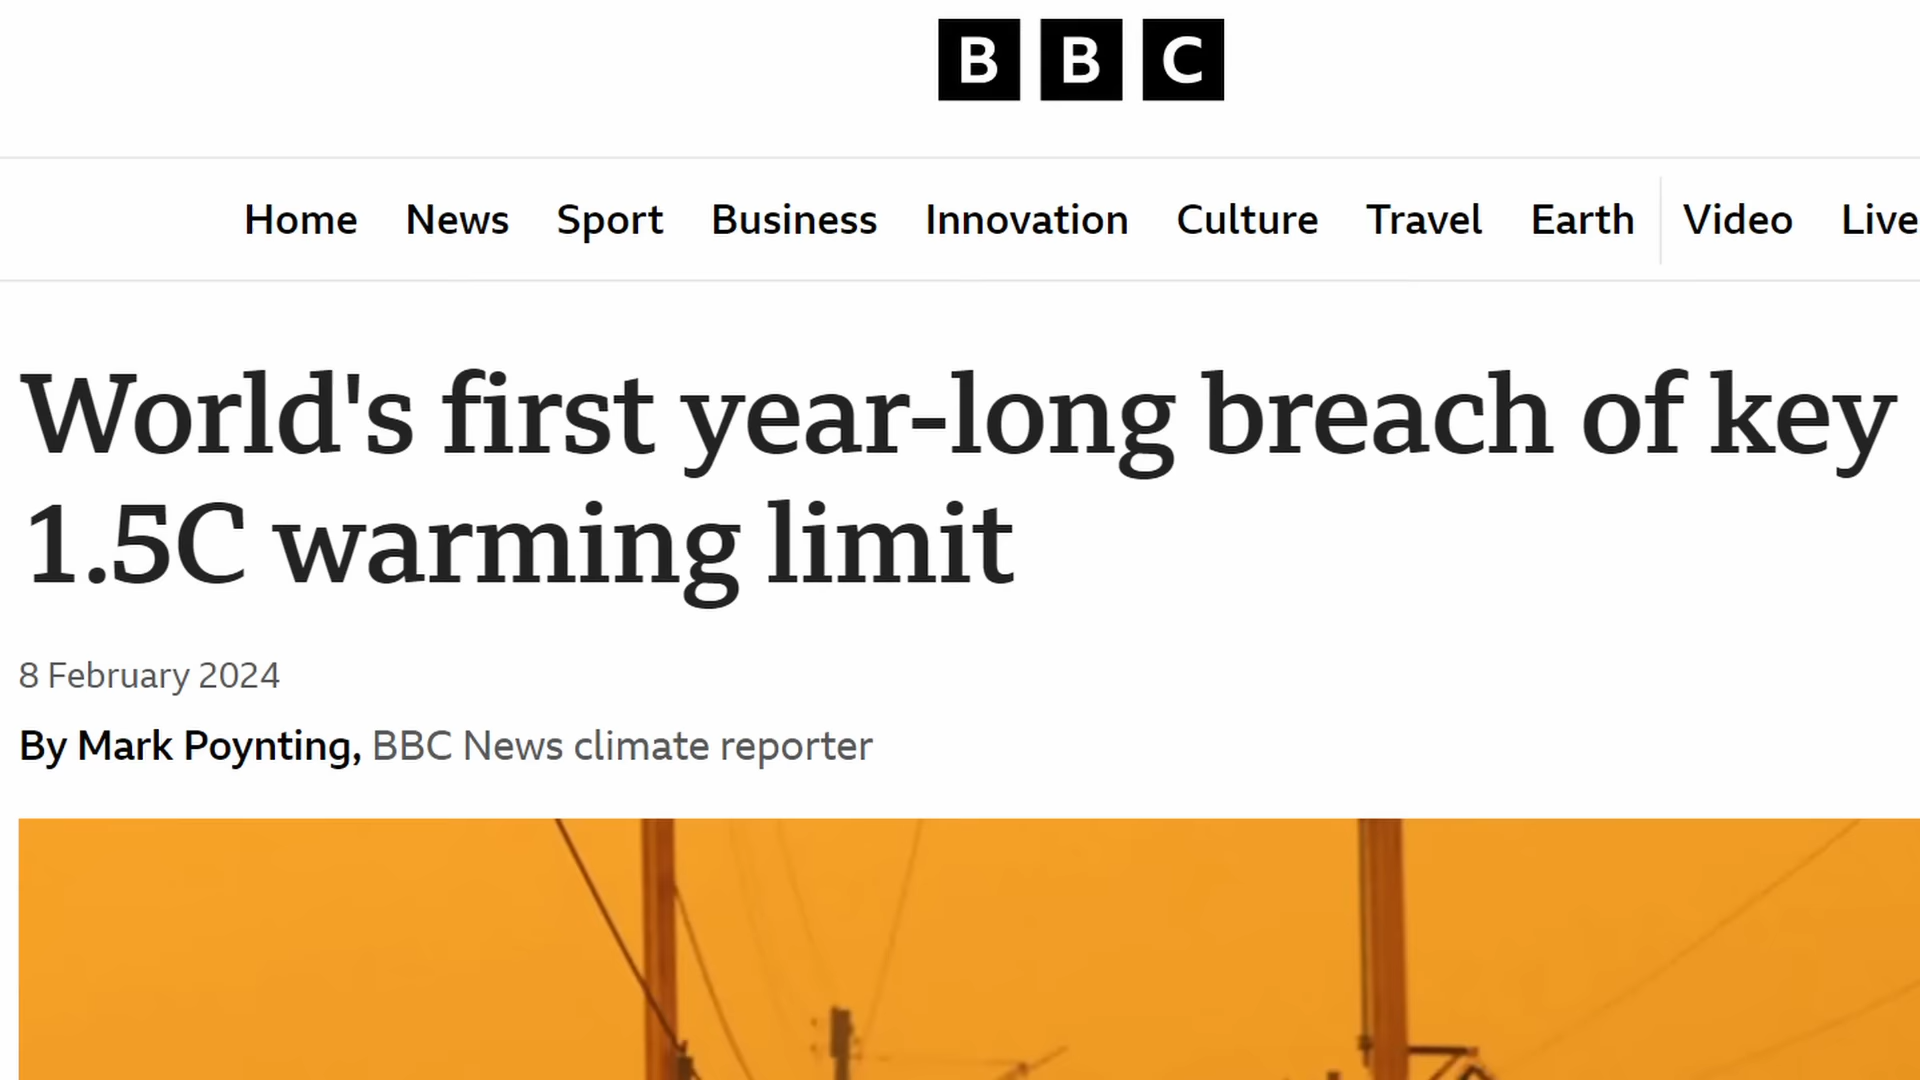 BBC
Home News Sport Business Innovation Culture Travel Earth Video Live
World's first year-long breach of key
1.5C warming limit
8 February 2024
By Mark Poynting, BBC News climate reporter